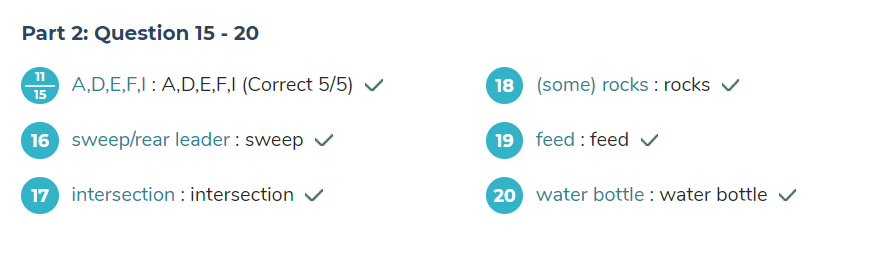 Part 2: Question 15 - 20
11
15
A,D,E,F,I : A,D,E,F,I (Correct 5/5)
16 sweep/rear leader : sweep
17 intersection : intersection
18 (some) rocks : rocks
19 feed : feed
20 water bottle : water bottle